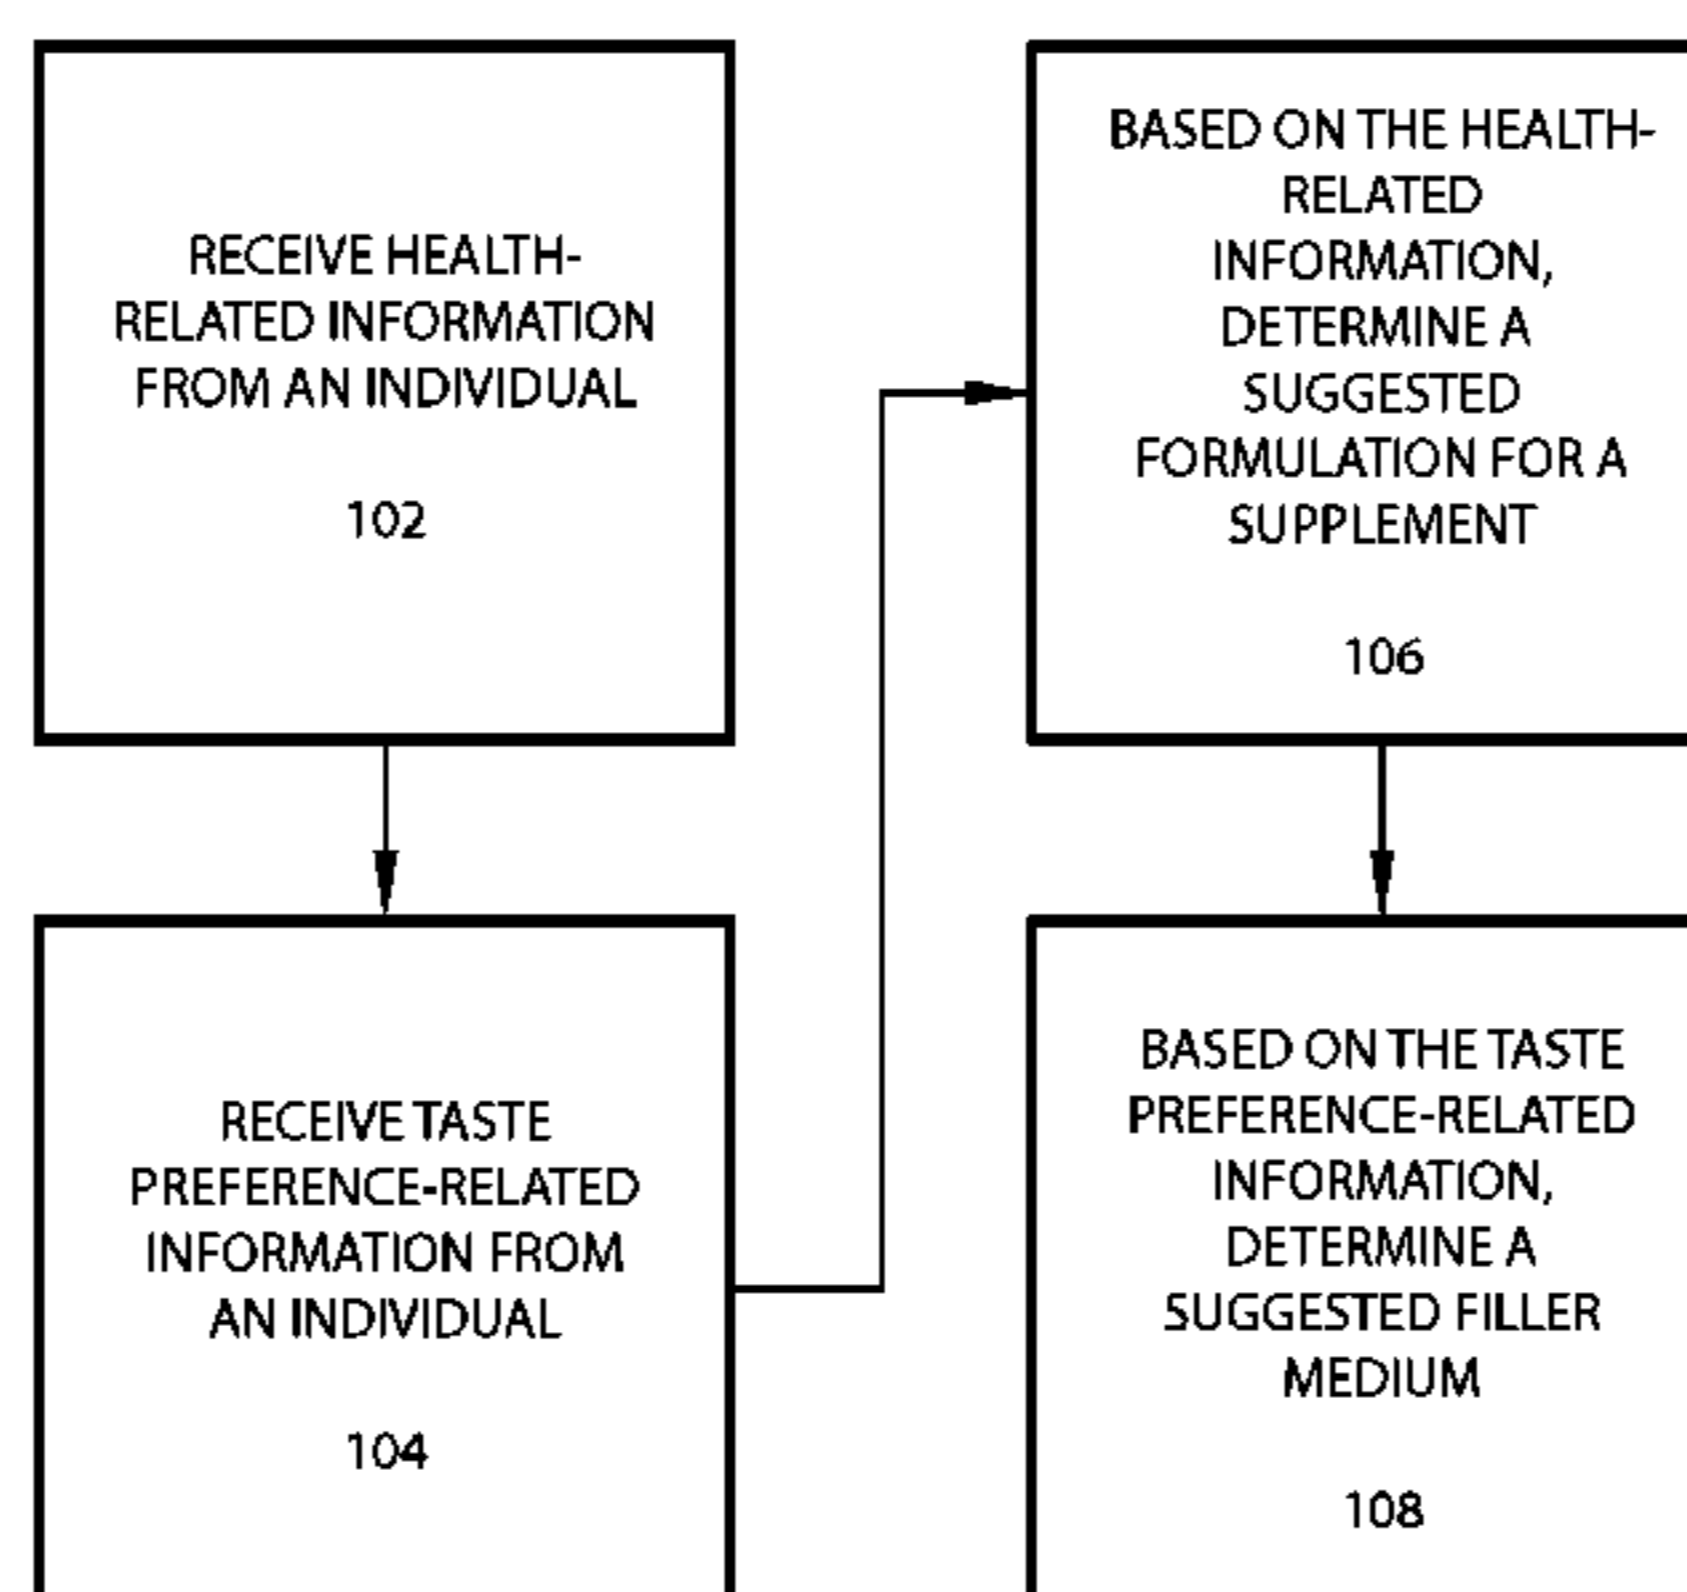 RECEIVE HEALTH-
RELATED INFORMATION
FROM AN INDIVIDUAL
102
RECEIVE TASTE
PREFERENCE-RELATED
INFORMATION FROM
AN INDIVIDUAL
104
BASED ON THE HEALTH-
RELATED
INFORMATION,
DETERMINE A
SUGGESTED
FORMULATION FOR A
SUPPLEMENT
106
BASED ON THE TASTE
PREFERENCE-RELATED
INFORMATION,
DETERMINE A
SUGGESTED FILLER
MEDIUM
108